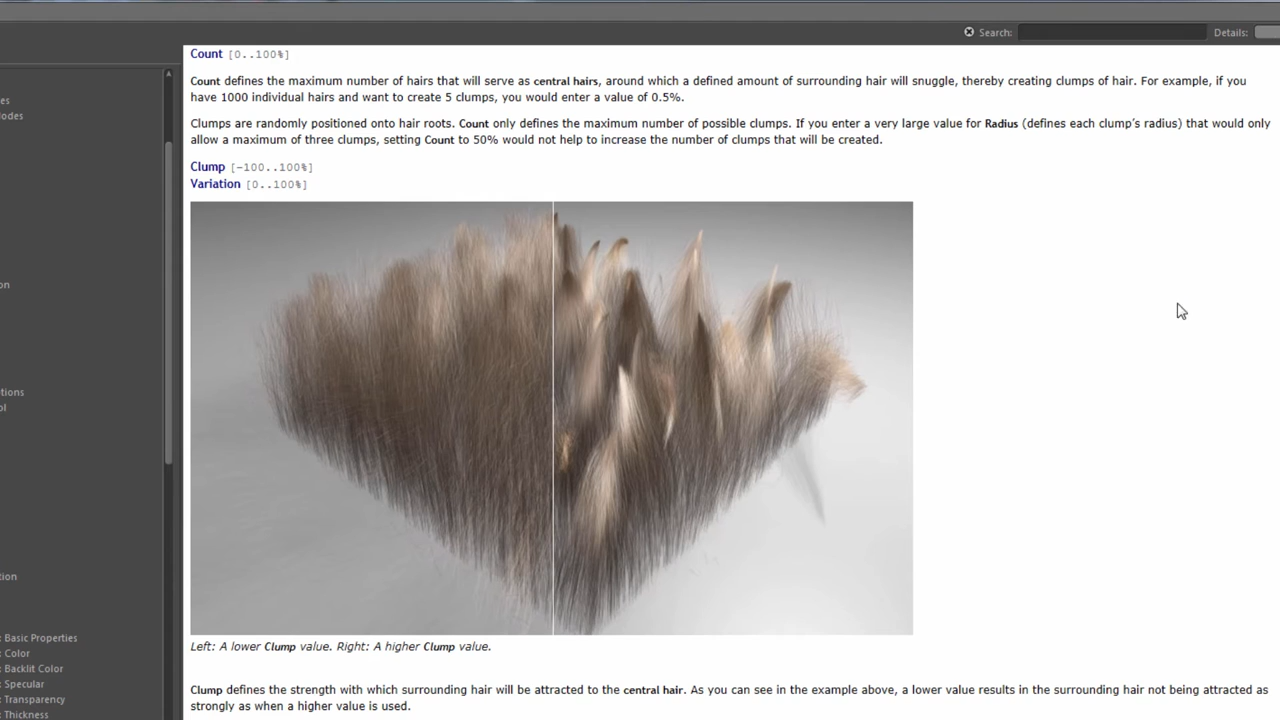 Search:
Details:
es
odes
on
tions
ol
tion
: Basic Properties
: Color
: Backlit Color
: Specular
: Transparency
: Thickness
Count [0..100%]
Count defines the maximum number of hairs that will serve as central hairs, around which a defined amount of surrounding hair will snuggle, thereby creating clumps of hair. For example, if you
have 1000 individual hairs and want to create 5 clumps, you would enter a value of 0.5%.
Clumps are randomly positioned onto hair roots. Count only defines the maximum number of possible clumps. If you enter a very large value for Radius (defines each clump's radius) that would only
allow a maximum of three clumps, setting Count to 50% would not help to increase the number of clumps that will be created.
Clump [-100..100%]
Variation [0..100%]
Left: A lower Clump value. Right: A higher Clump value.
Clump defines the strength with which surrounding hair will be attracted to the central hair. As you can see in the example above, a lower value results in the surrounding hair not being attracted as
strongly as when a higher value is used.